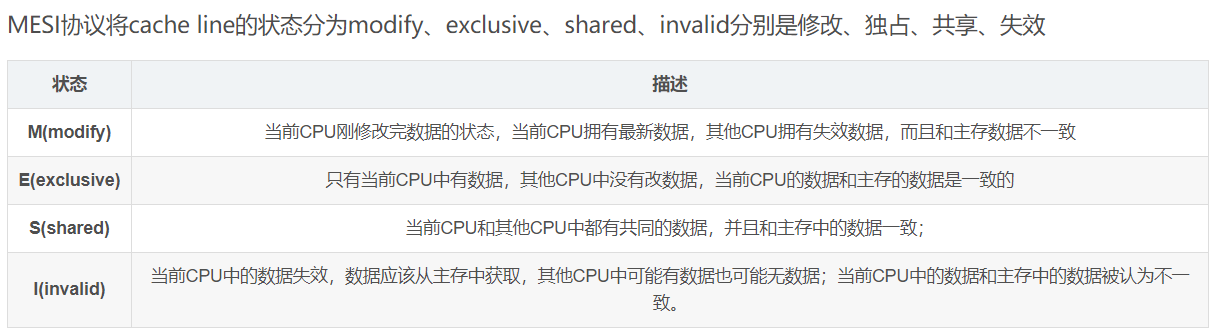 MESI协议将cache line的状态分为modify、exclusive、shared、invalid分别是修改、独占、共享、失效
状态 描述
M(modify) 当前CPU刚修改完数据的状态，当前CPU拥有最新数据，其他CPU拥有失效数据，而且和主存数据不一致
E(exclusive) 只有当前CPU中有数据，其他CPU中没有改数据，当前CPU的数据和主存的数据是一致的
S(shared) 当前CPU和其他CPU中都有共同的数据，并且和主存中的数据一致；
I(invalid) 当前CPU中的数据失效，数据应该从主存中获取，其他CPU中可能有数据也可能无数据；当前CPU中的数据和主存中的数据被认为不一
致。